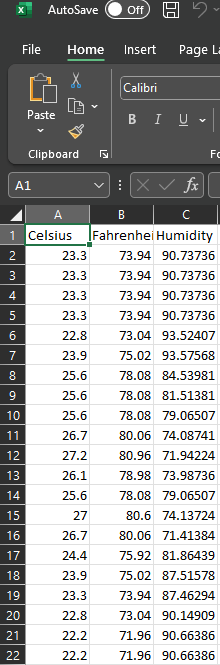 AutoSave Off
File Home Insert Page La
Paste
Calibri
B I U
Clipboard
A1 fx
A B C
1 Celsius Fahrenhei Humidity
2 23.3 73.94 90.73736
3 23.3 73.94 90.73736
4 23.3 73.94 90.73736
5 23.3 73.94 90.73736
6 22.8 73.04 93.52407
7 23.9 75.02 93.57568
8 25.6 78.08 84.53981
9 25.6 78.08 81.51381
10 25.6 78.08 79.06507
11 26.7 80.06 74.08741
12 27.2 80.96 71.94224
13 26.1 78.98 73.98736
14 25.6 78.08 79.06507
15 27 80.6 74.13724
16 26.7 80.06 71.41384
17 24.4 75.92 81.86439
18 23.9 75.02 87.51578
19 23.3 73.94 87.46294
20 22.8 73.04 90.14909
21 22.2 71.96 90.66386
22 22.2 71.96 90.66386